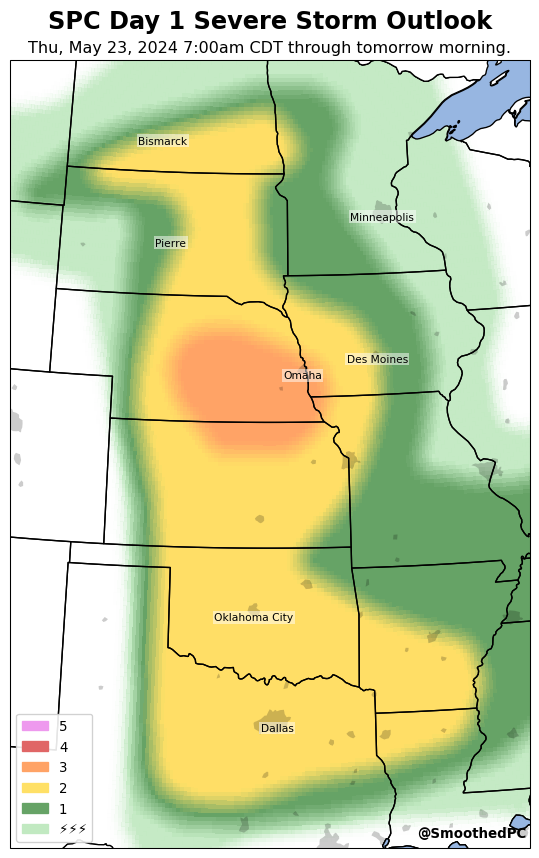 SPC Day 1 Severe Storm Outlook
Thu, May 23, 2024 7:00am CDT through tomorrow morning.
Bismarck
Minneapolis
Pierre
Des Moines
Omaha
Oklahoma City
Dallas
5
4
3
2
1
⚡⚡⚡
@SmoothedPC